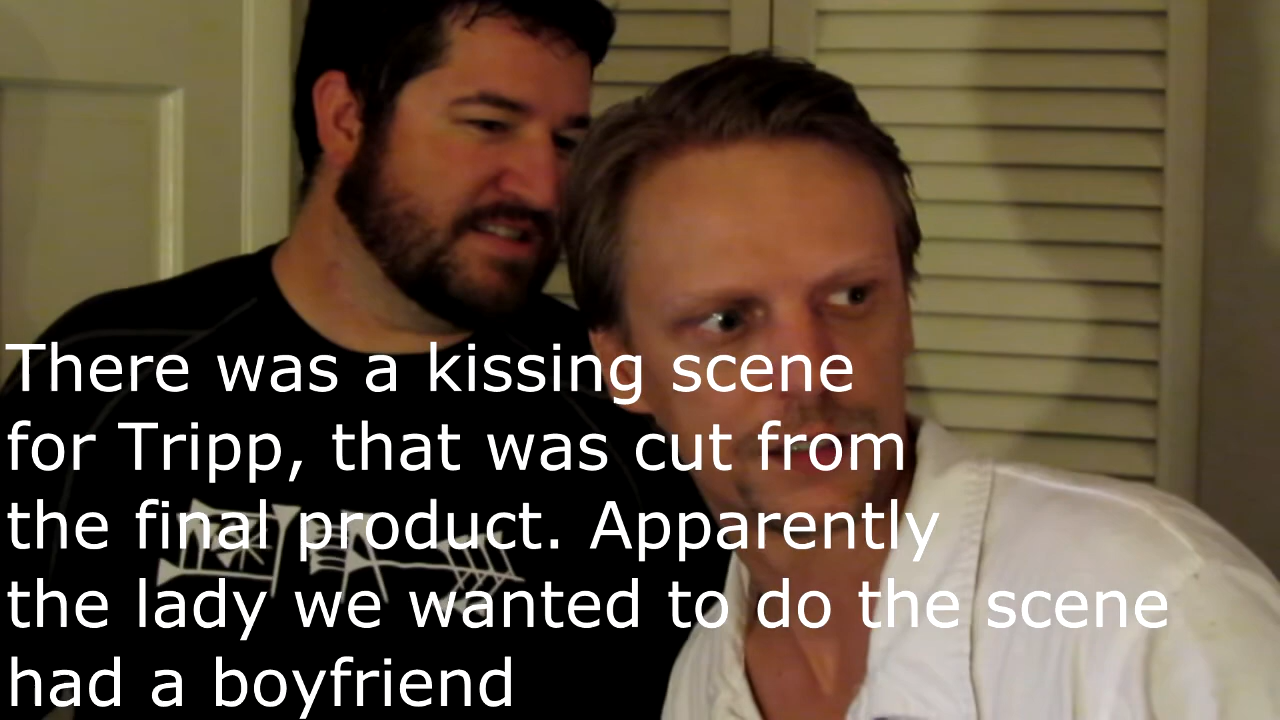 There was a kissing scene
for Tripp, that was cut from
the final product. Apparently
the lady we wanted to do the scene
had a boyfriend